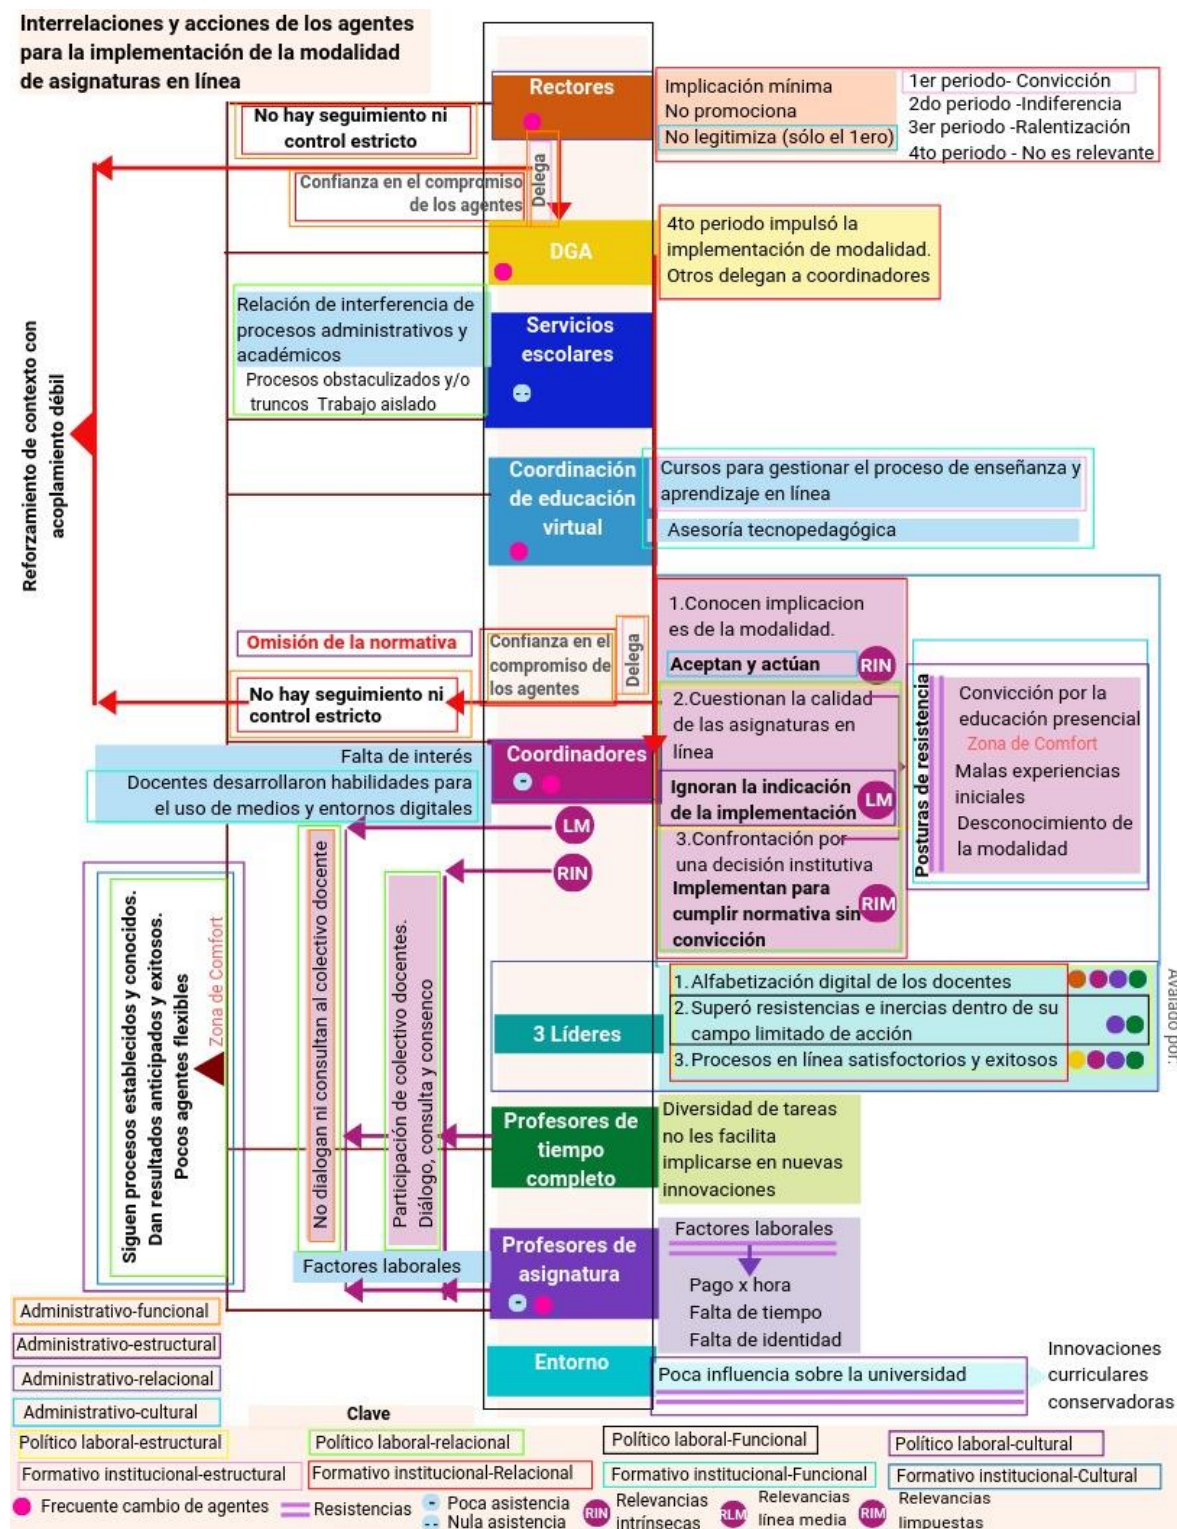 Interrelaciones y acciones de los agentes
para la implementación de la modalidad
de asignaturas en línea
Rectores
No hay seguimiento ni
control estricto
Implicación mínima
No promociona
No legitimiza (sólo el 1ero)
1er periodo- Convicción
2do periodo -Indiferencia
3er periodo -Ralentización
4to periodo - No es relevante
Confianza en el compromiso
de los agentes
Delega
DGA
4to periodo impulsó la
implementación de modalidad.
Otros delegan a coordinadores
Relación de interferencia de
procesos administrativos y
académicos
Procesos obstaculizados y/o
truncos Trabajo aislado
Servicios
escolares
--
Reforzamiento de contexto con
acoplamiento débil
Coordinación
de educación
virtual
Cursos para gestionar el proceso de enseñanza y
aprendizaje en línea
Asesoría tecnopedagógica
Omisión de la normativa
Confianza en el
compromiso de
los agentes
Delega
No hay seguimiento ni
control estricto
1.Conocen implicacion
es de la modalidad.
Aceptan y actúan
RIN
2.Cuestionan la calidad
de las asignaturas en
línea
Ignoran la indicación
de la implementación
LM
3.Confrontación por
una decisión institutiva
Implementan para
cumplir normativa sin
convicción
RIM
Posturas de resistencia
Convicción por la
educación presencial
Zona de Comfort
Malas experiencias
iniciales
Desconocimiento de
la modalidad
Coordinadores
-
Falta de interés
Docentes desarrollaron habilidades para
el uso de medios y entornos digitales
LM
RIN
No dialogan ni consultan al colectivo docente
Participación de colectivo docentes.
Diálogo, consulta y consenco
Siguen procesos establecidos y conocidos.
Dan resultados anticipados y exitosos.
Pocos agentes flexibles
Zona de Comfort
3 Líderes
1.Alfabetización digital de los docentes
2.Superó resistencias e inercias dentro de su
campo limitado de acción
3.Procesos en línea satisfoctorios y exitosos
Avalado por.
Profesores de
tiempo
completo
Diversidad de tareas
no les facilita
implicarse en nuevas
innovaciones
Factores laborales
Profesores de
asignatura
-
Factores laborales
Pago x hora
Falta de tiempo
Falta de identidad
Entorno
Poca influencia sobre la universidad
Innovaciones
curriculares
conservadoras
Administrativo-funcional
Administrativo-estructural
Administrativo-relacional
Administrativo-cultural
Clave
Político laboral-estructural
Político laboral-relacional
Político laboral-Funcional
Político laboral-cultural
Formativo institucional-estructural
Formativo institucional-Relacional
Formativo institucional-Funcional
Formativo institucional-Cultural
Frecuente cambio de agentes
Resistencias
- Poca asistencia
-- Nula asistencia
RIN
Relevancias
intrínsecas
RLM
Relevancias
línea media
RIM
Relevancias
limpuestas